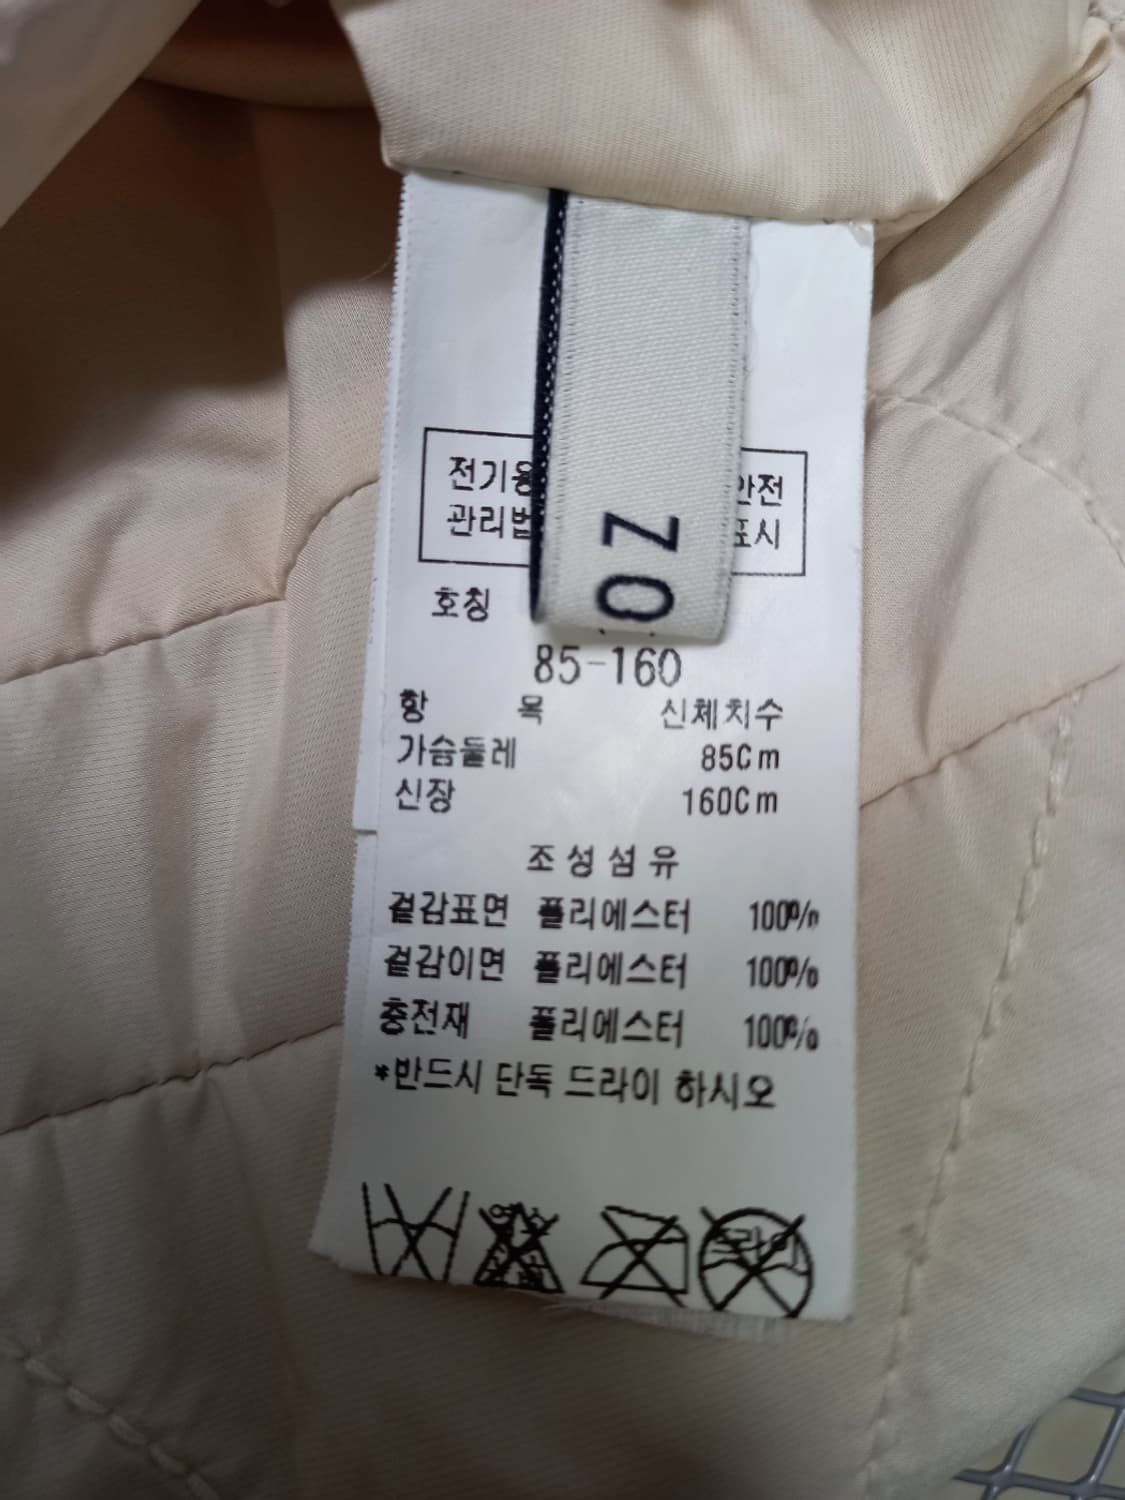 전기용 안전
관리법 표시
호칭
85-160
항 목 신체치수
가슴둘레 85Cm
신장 160Cm
조성섬유
겉감표면 폴리에스터 100%
겉감이면 폴리에스터 100%
충전재 폴리에스터 100%
*반드시 단독 드라이 하시오
드라이
ZO